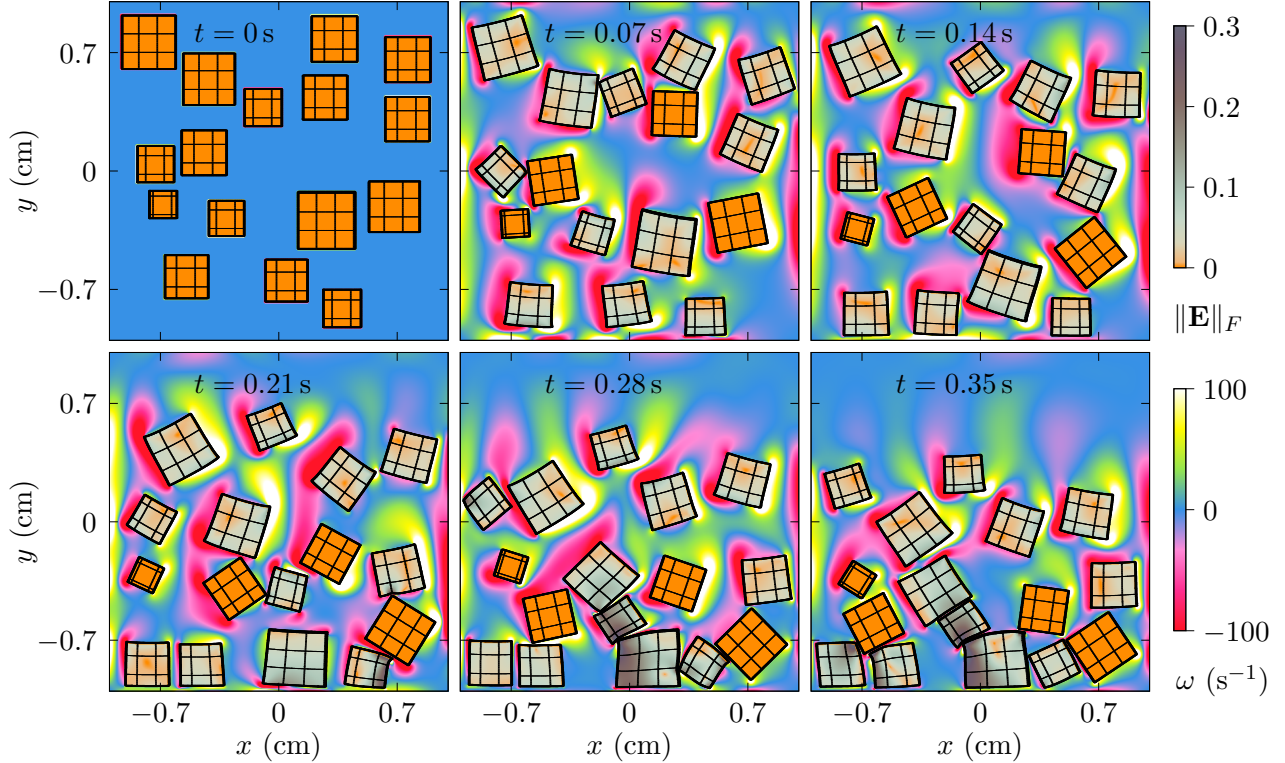 t = 0 s
t = 0.07 s
t = 0.14 s
0.7
0
−0.7
y (cm)
0.3
0.2
0.1
0
‖E‖_F
t = 0.21 s
t = 0.28 s
t = 0.35 s
0.7
0
−0.7
y (cm)
100
0
−100
ω (s⁻¹)
−0.7 0 0.7
−0.7 0 0.7
−0.7 0 0.7
x (cm)
x (cm)
x (cm)